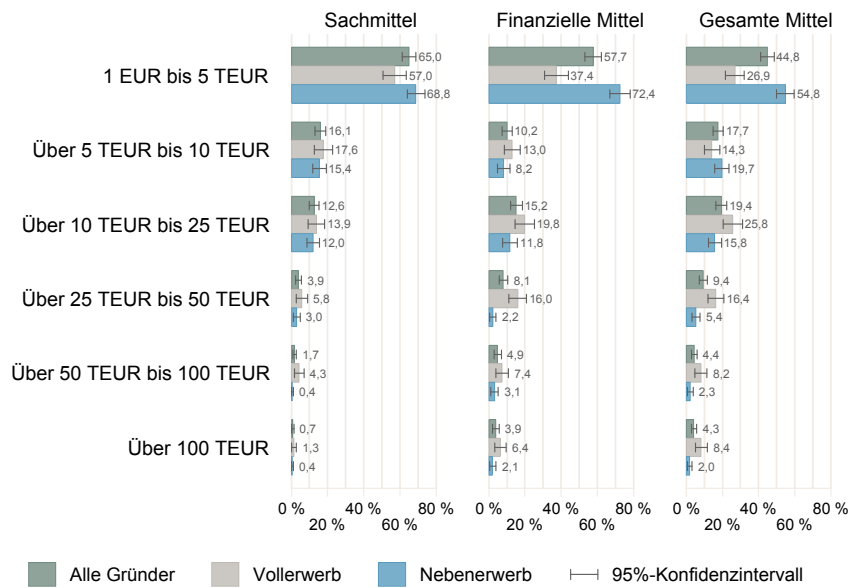 Sachmittel Finanzielle Mittel Gesamte Mittel
65,0 57,7 44,8
1 EUR bis 5 TEUR 57,0 37,4 26,9
68,8 72,4 54,8
16,1 10,2 17,7
Über 5 TEUR bis 10 TEUR 17,6 13,0 14,3
15,4 8,2 19,7
12,6 15,2 19,4
Über 10 TEUR bis 25 TEUR 13,9 19,8 25,8
12,0 11,8 15,8
3,9 8,1 9,4
Über 25 TEUR bis 50 TEUR 5,8 16,0 16,4
3,0 2,2 5,4
1,7 4,9 4,4
Über 50 TEUR bis 100 TEUR 4,3 7,4 8,2
0,4 3,1 2,3
0,7 3,9 4,3
Über 100 TEUR 1,3 6,4 8,4
0,4 2,1 2,0
0 % 40 % 80 % 0 % 40 % 80 % 0 % 40 % 80 %
20 % 60 % 20 % 60 % 20 % 60 %
Alle Gründer Vollerwerb Nebenerwerb 95%-Konfidenzintervall